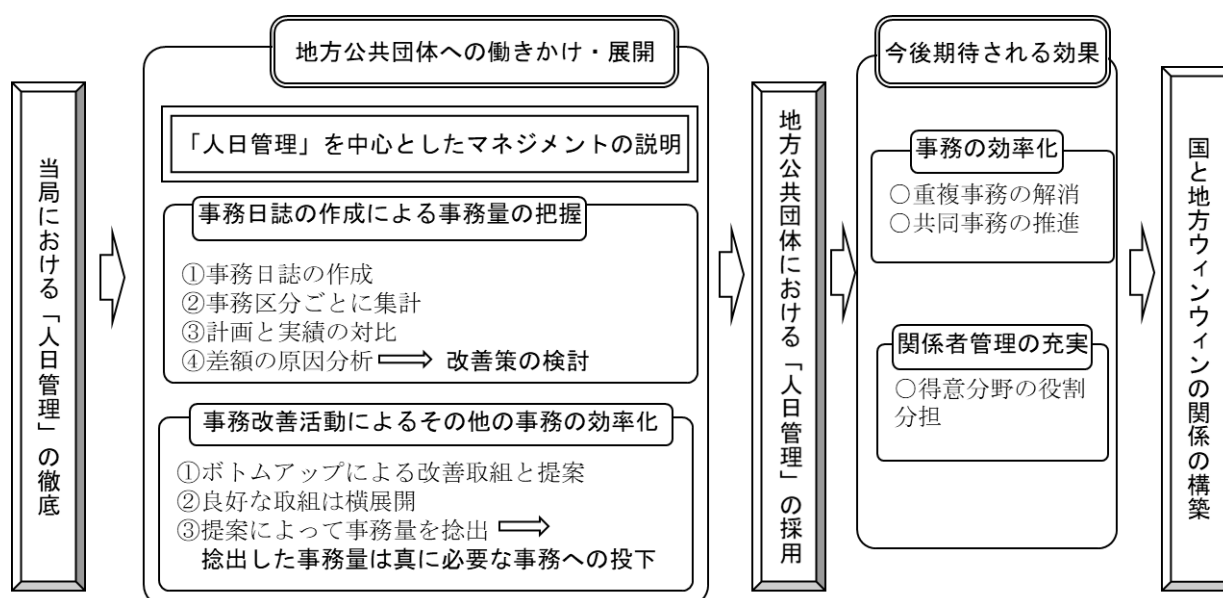 当局における「人日管理」の徹底
地方公共団体への働きかけ・展開
「人日管理」を中心としたマネジメントの説明
事務日誌の作成による事務量の把握
①事務日誌の作成
②事務区分ごとに集計
③計画と実績の対比
④差額の原因分析 改善策の検討
事務改善活動によるその他の事務の効率化
①ボトムアップによる改善取組と提案
②良好な取組は横展開
③提案によって事務量を捻出
捻出した事務量は真に必要な事務への投下
地方公共団体における「人日管理」の採用
今後期待される効果
事務の効率化
○重複事務の解消
○共同事務の推進
関係者管理の充実
○得意分野の役割
分担
国と地方ウィンウィンの関係の構築